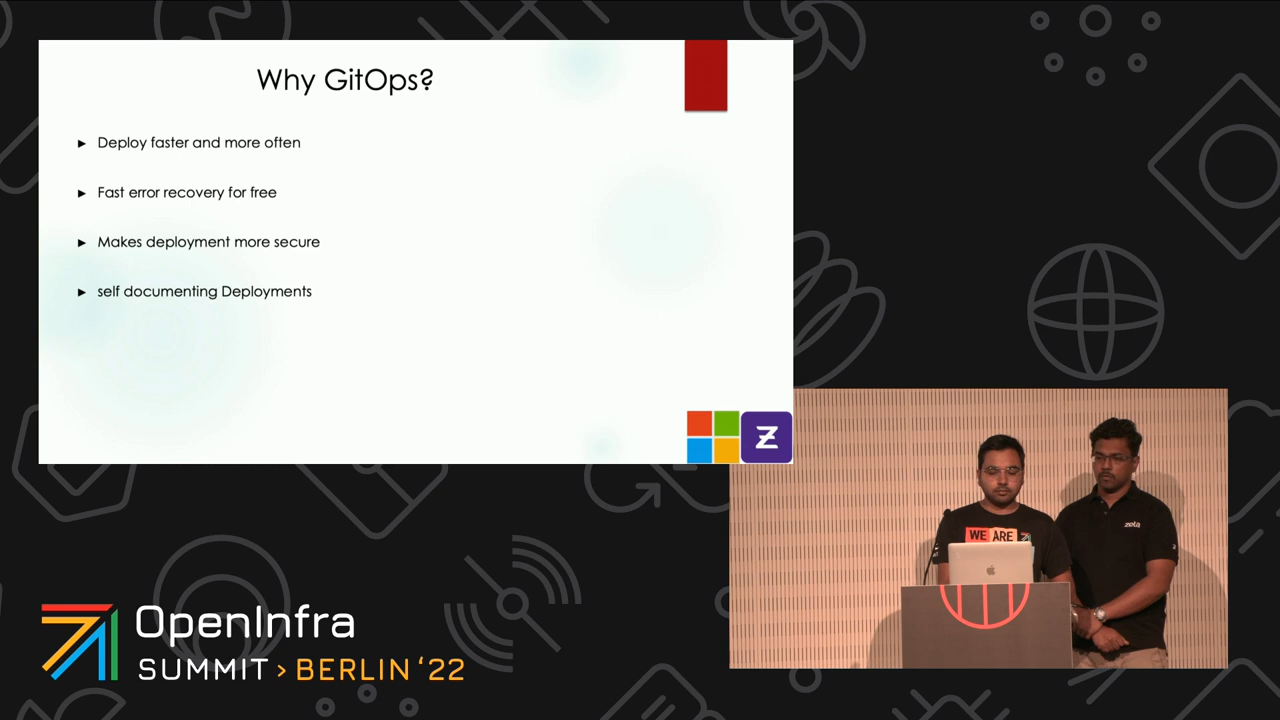 Why GitOps?
► Deploy faster and more often
► Fast error recovery for free
► Makes deployment more secure
► self documenting Deployments
Z
WE ARE
zeta
OpenInfra
SUMMIT > BERLIN ‘22